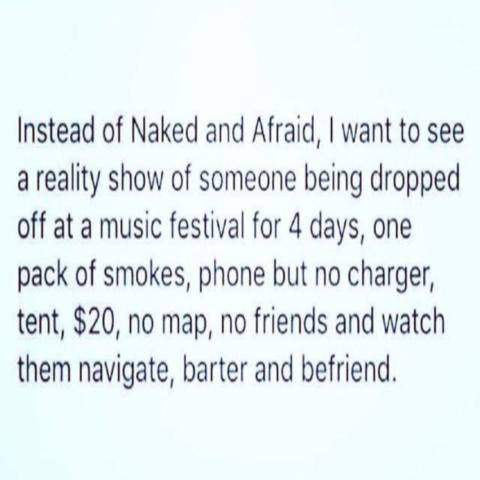 Instead of Naked and Afraid, I want to see
a reality show of someone being dropped
off at a music festival for 4 days, one
pack of smokes, phone but no charger,
tent, $20, no map, no friends and watch
them navigate, barter and befriend.